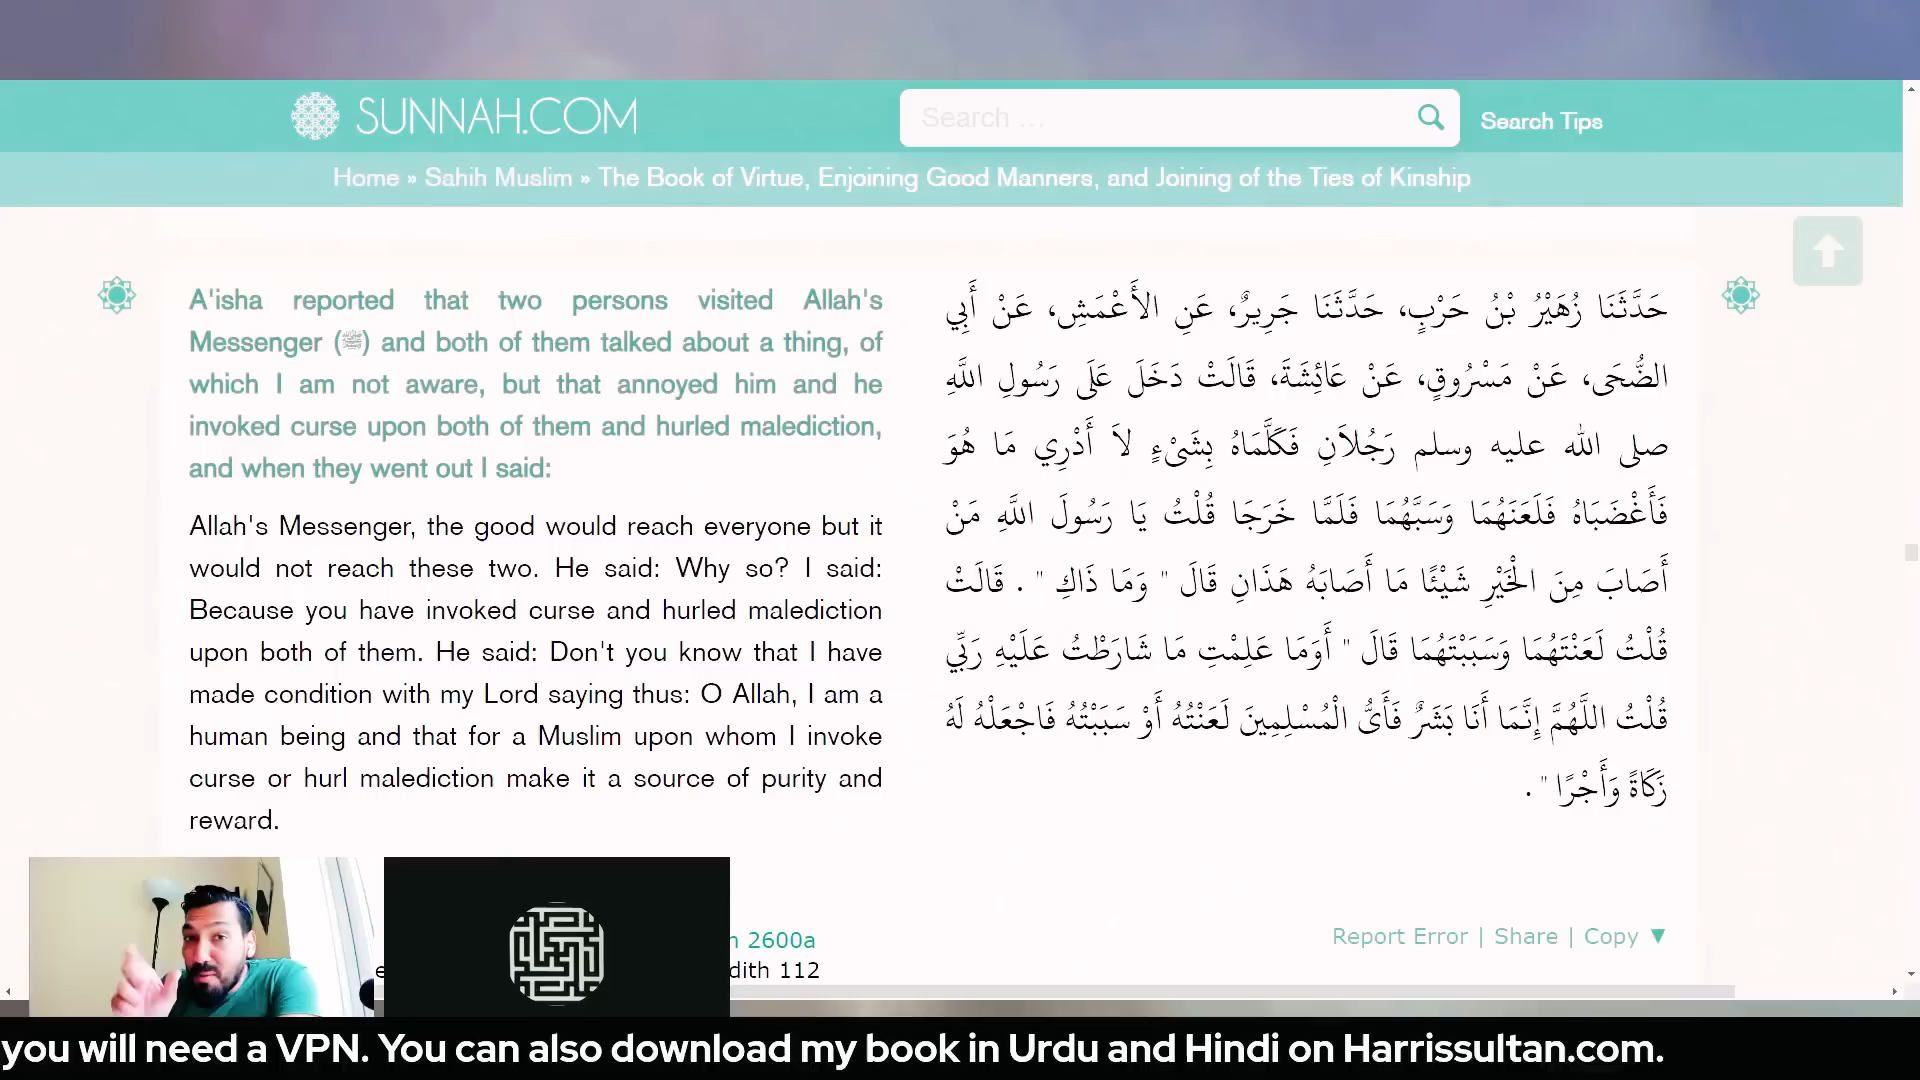 SUNNAH.COM
Search ...
Search Tips
Home » Sahih Muslim » The Book of Virtue, Enjoining Good Manners, and Joining of the Ties of Kinship
A'isha reported that two persons visited Allah's
Messenger (ﷺ) and both of them talked about a thing, of
which I am not aware, but that annoyed him and he
invoked curse upon both of them and hurled malediction,
and when they went out I said:
Allah's Messenger, the good would reach everyone but it
would not reach these two. He said: Why so? I said:
Because you have invoked curse and hurled malediction
upon both of them. He said: Don't you know that I have
made condition with my Lord saying thus: O Allah, I am a
human being and that for a Muslim upon whom I invoke
curse or hurl malediction make it a source of purity and
reward.
حَدَّثَنَا زُهَيْرُ بْنُ حَرْبٍ، حَدَّثَنَا جَرِيرٌ، عَنِ الأَعْمَشِ، عَنْ أَبِي
الضُّحَى، عَنْ مَسْرُوقٍ، عَنْ عَائِشَةَ، قَالَتْ دَخَلَ عَلَى رَسُولِ اللَّهِ
صلى الله عليه وسلم رَجُلاَنِ فَكَلَّمَاهُ بِشَىْءٍ لاَ أَدْرِي مَا هُوَ
فَأَغْضَبَاهُ فَلَعَنَهُمَا وَسَبَّهُمَا فَلَمَّا خَرَجَا قُلْتُ يَا رَسُولَ اللَّهِ مَنْ
أَصَابَ مِنَ الْخَيْرِ شَيْئًا مَا أَصَابَهُ هَذَانِ قَالَ " وَمَا ذَاكِ " . قَالَتْ
قُلْتُ لَعَنْتَهُمَا وَسَبَبْتَهُمَا قَالَ " أَوَمَا عَلِمْتِ مَا شَارَطْتُ عَلَيْهِ رَبِّي
قُلْتُ اللَّهُمَّ إِنَّمَا أَنَا بَشَرٌ فَأَىُّ الْمُسْلِمِينَ لَعَنْتُهُ أَوْ سَبَبْتُهُ فَاجْعَلْهُ لَهُ
زَكَاةً وَأَجْرًا " .
2600a
dith 112
Report Error | Share | Copy ▼
you will need a VPN. You can also download my book in Urdu and Hindi on Harrissultan.com.